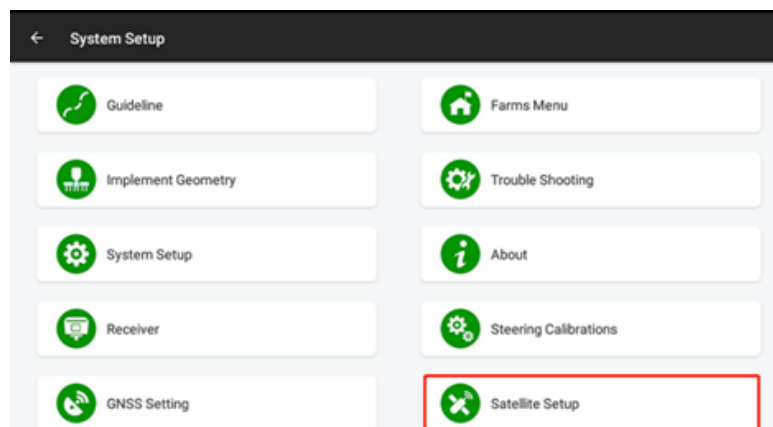 System Setup
Guideline
Farms Menu
Implement Geometry
Trouble Shooting
System Setup
About
Receiver
Steering Calibrations
GNSS Setting
Satellite Setup